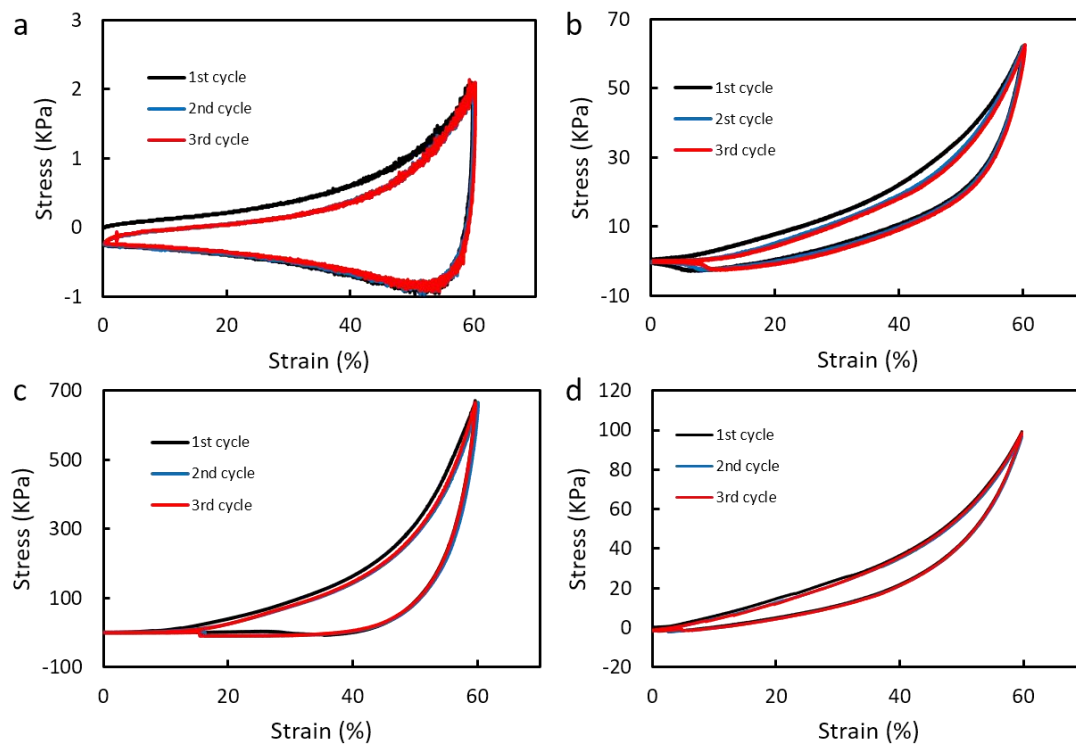 a
3
2
1
0
-1
Stress (KPa)
1st cycle
2nd cycle
3rd cycle
0
20
40
60
Strain (%)
b
100
70
50
30
10
-10
Stress (KPa)
1st cycle
2st cycle
3rd cycle
0
20
40
60
Strain (%)
c
700
500
300
100
-100
Stress (KPa)
1st cycle
2nd cycle
3rd cycle
0
20
40
60
Strain (%)
d
120
100
80
60
40
20
0
-20
Stress (KPa)
1st cycle
2nd cycle
3rd cycle
0
20
40
60
Strain (%)